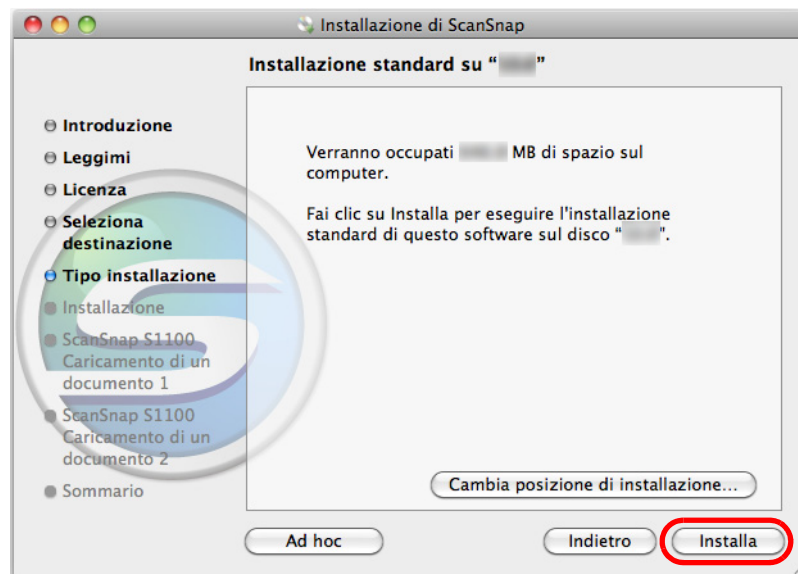 Installazione di ScanSnap
Installazione standard su “ ”
Introduzione
Leggimi
Licenza
Seleziona
destinazione
Tipo installazione
Installazione
ScanSnap S1100
Caricamento di un
documento 1
ScanSnap S1100
Caricamento di un
documento 2
Sommario
Verranno occupati MB di spazio sul
computer.
Fai clic su Installa per eseguire l'installazione
standard di questo software sul disco “ ”.
Cambia posizione di installazione...
Ad hoc
Indietro
Installa